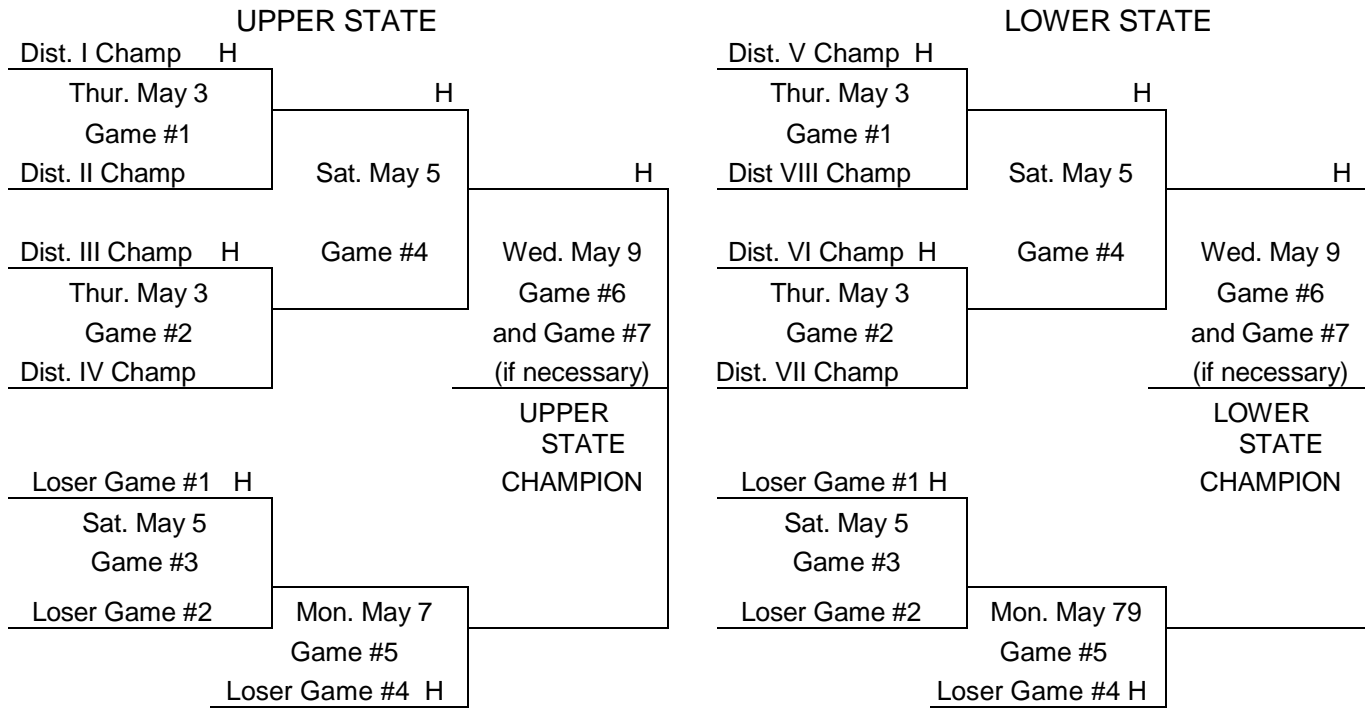 UPPER STATE
Dist. I Champ H
Thur. May 3
H
Game #1
Dist. II Champ
Sat. May 5
H
Dist. III Champ H
Game #4
Wed. May 9
Thur. May 3
Game #6
Game #2
and Game #7
Dist. IV Champ
(if necessary)
UPPER
STATE
Loser Game #1 H
CHAMPION
Sat. May 5
Game #3
Loser Game #2
Mon. May 7
Game #5
Loser Game #4 H
LOWER STATE
Dist. V Champ H
Thur. May 3
H
Game #1
Dist VIII Champ
Sat. May 5
H
Dist. VI Champ H
Game #4
Wed. May 9
Thur. May 3
Game #6
Game #2
and Game #7
Dist. VII Champ
(if necessary)
LOWER
STATE
Loser Game #1 H
CHAMPION
Sat. May 5
Game #3
Loser Game #2
Mon. May 79
Game #5
Loser Game #4 H